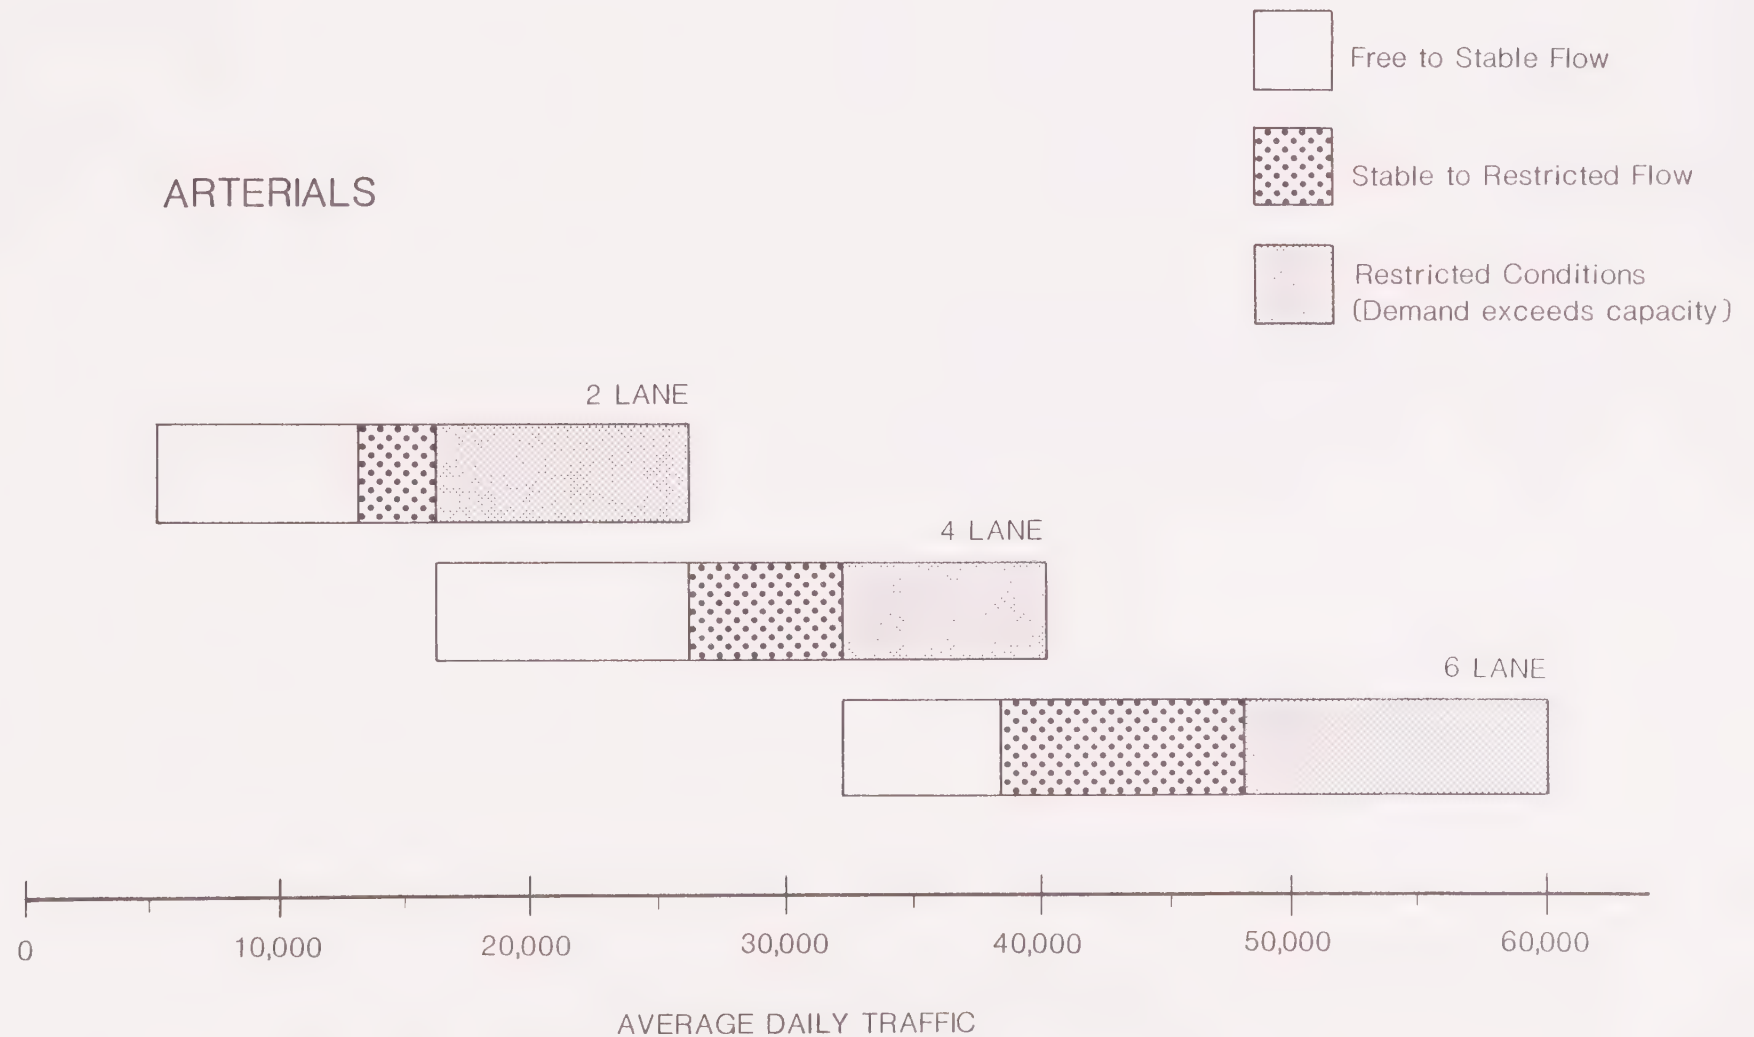 Free to Stable Flow
Stable to Restricted Flow
ARTERIALS
Restricted Conditions
(Demand exceeds capacity)
2 LANE
4 LANE
6 LANE
0 10,000 20,000 30,000 40,000 50,000 60,000
AVERAGE DAILY TRAFFIC